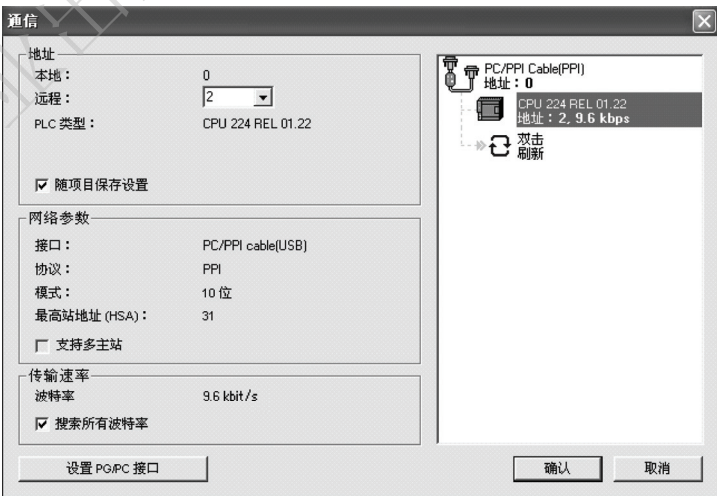 通信
地址
本地： 0
远程： 2
PLC 类型： CPU 224 REL 01.22
随项目保存设置
网络参数
接口： PC/PPI cable(USB)
协议： PPI
模式： 10 位
最高站地址 (HSA)： 31
支持多主站
传输速率
波特率 9.6 kbit/s
搜索所有波特率
设置 PG/PC 接口
PC/PPI Cable(PPI)
地址：0
CPU 224 REL 01.22
地址：2, 9.6 kbps
双击
刷新
确认
取消